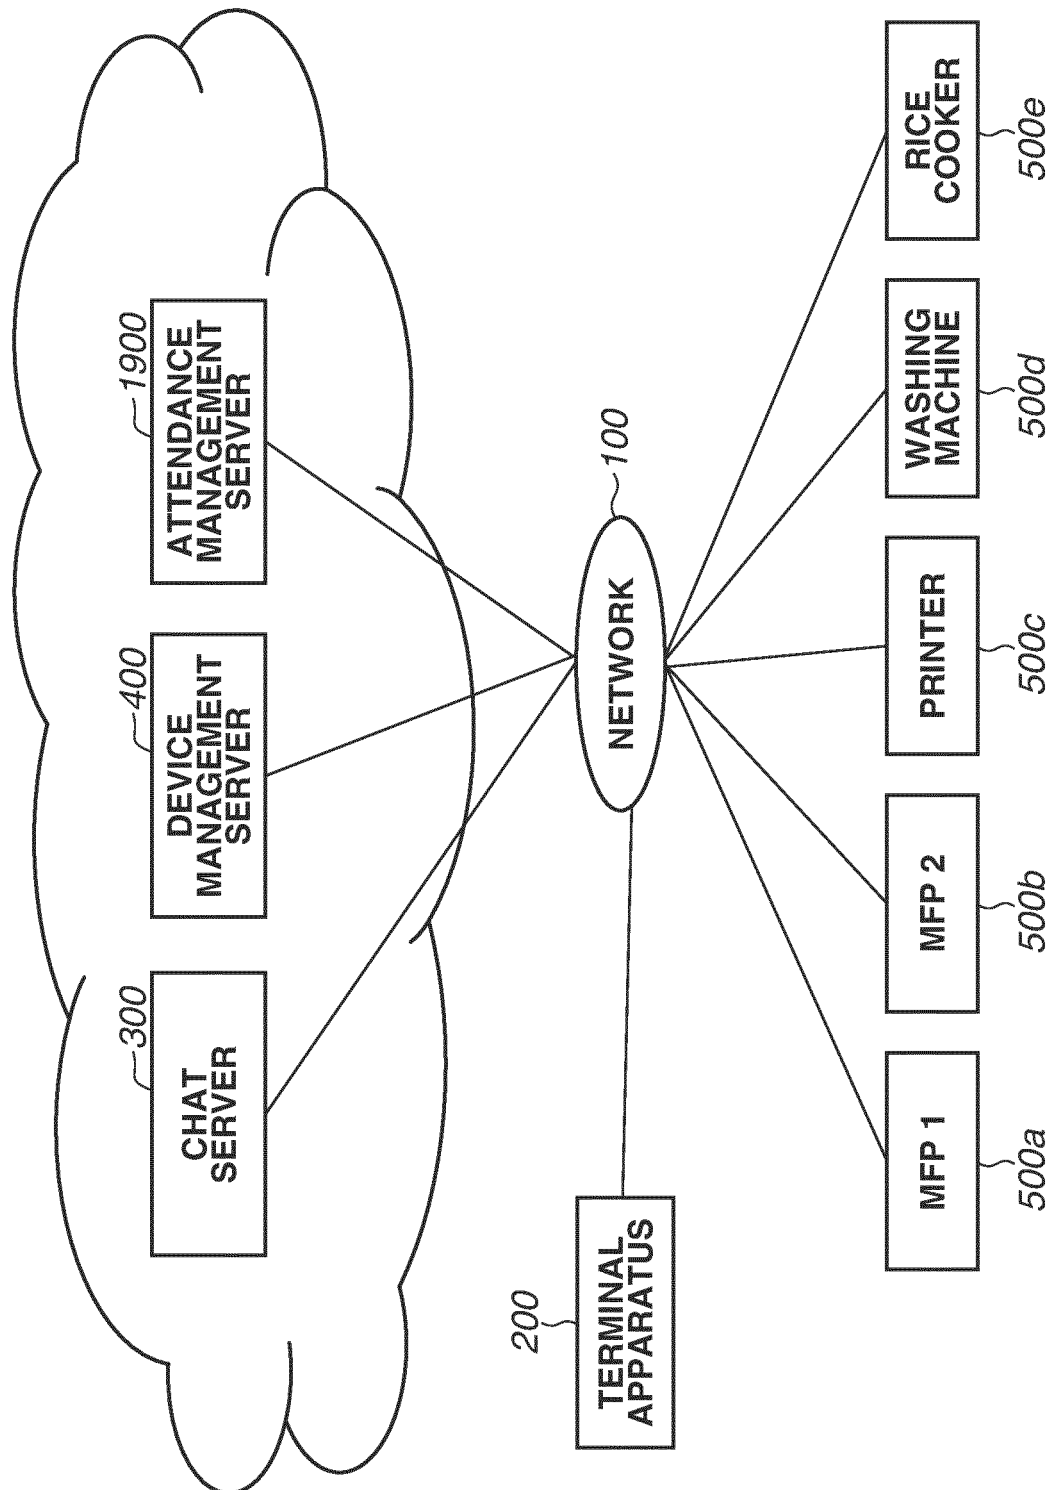 300
400
1900
CHAT
SERVER
DEVICE
MANAGEMENT
SERVER
ATTENDANCE
MANAGEMENT
SERVER
200
TERMINAL
APPARATUS
NETWORK
100
MFP 1
MFP 2
PRINTER
WASHING
MACHINE
RICE
COOKER
500a
500b
500c
500d
500e